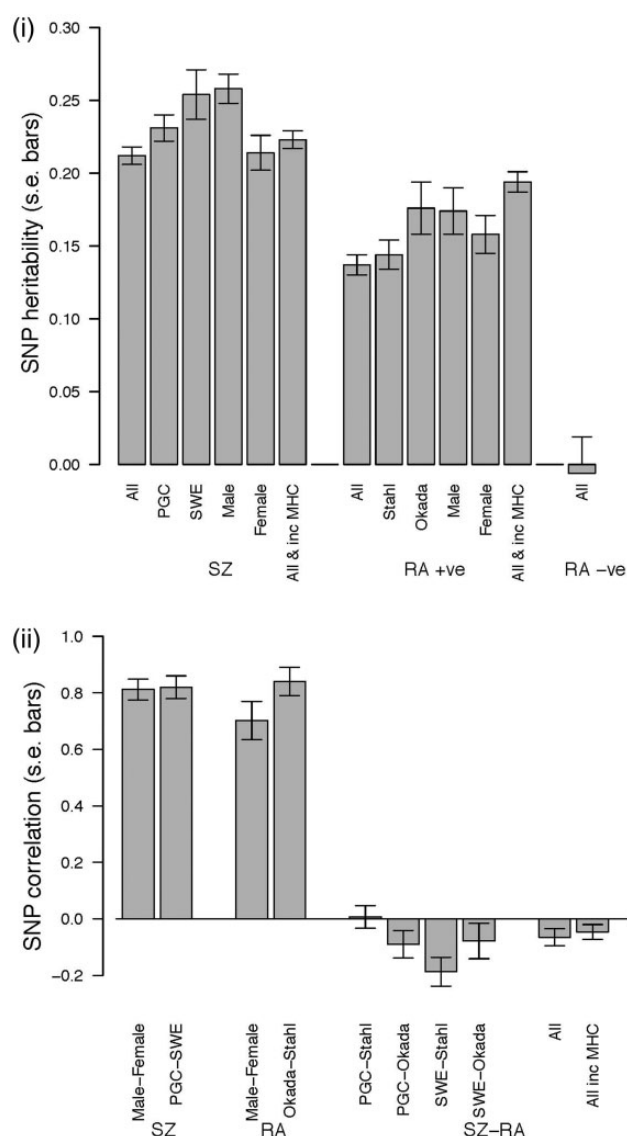 (i)
SNP heritability (s.e. bars)
0.30
0.25
0.20
0.15
0.10
0.05
0.00
All
PGC
SWE
Male
Female
All & inc MHC
All
Stahl
Okada
Male
Female
All & inc MHC
All
SZ RA +ve RA −ve
(ii)
SNP correlation (s.e. bars)
1.0
0.8
0.6
0.4
0.2
0.0
−0.2
Male−Female
PGC−SWE
Male−Female
Okada−Stahl
PGC−Stahl
PGC−Okada
SWE−Stahl
SWE−Okada
All
All inc MHC
SZ RA SZ−RA